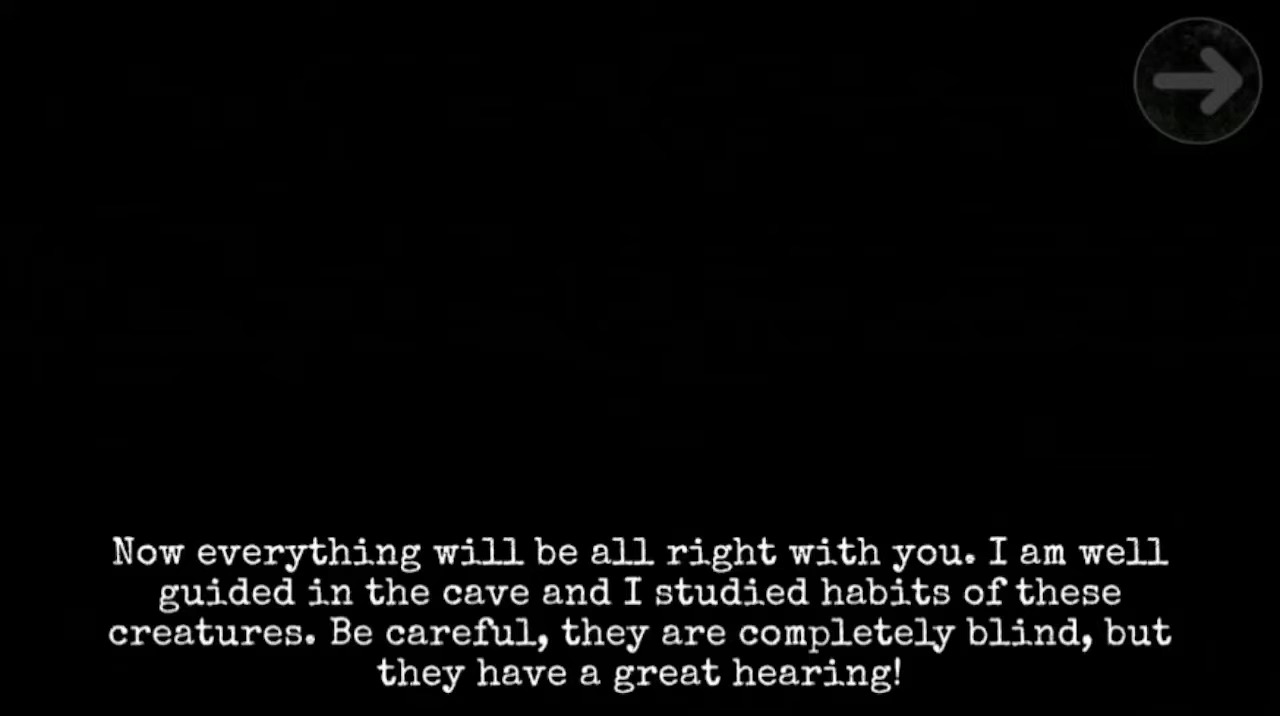 Now everything will be all right with you. I am well
guided in the cave and I studied habits of these
creatures. Be careful, they are completely blind, but
they have a great hearing!